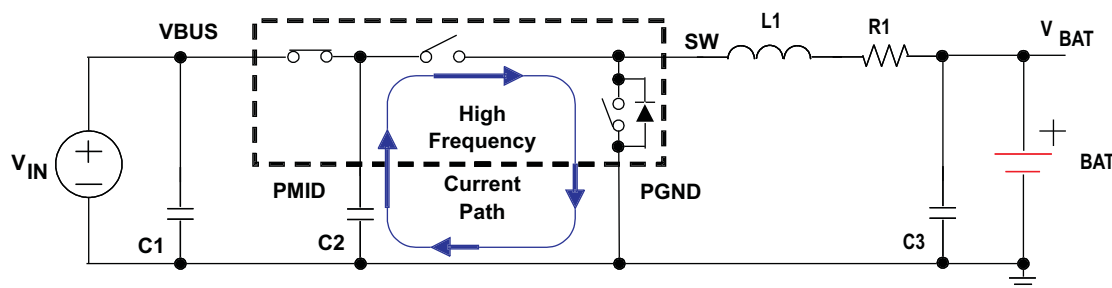 VBUS
SW
L1
R1
V BAT
High
Frequency
Current
Path
V IN
+
−
PMID
PGND
+
BAT
C1
C2
C3